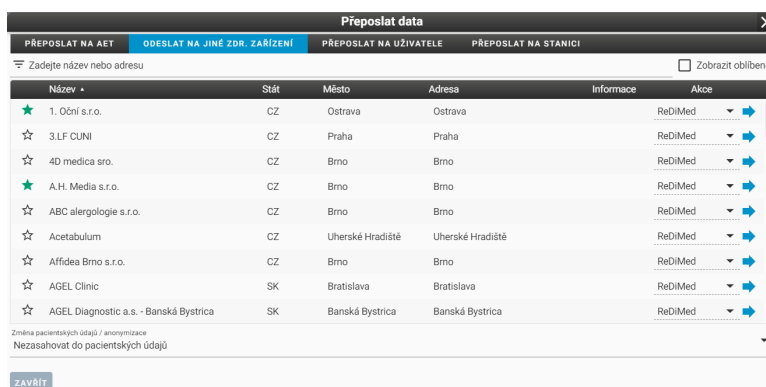 Přeposlat data
PŘEPOSLAT NA AET ODESLAT NA JINÉ ZDR. ZAŘÍZENÍ PŘEPOSLAT NA UŽIVATELE PŘEPOSLAT NA STANICI
Zadejte název nebo adresu Zobrazit oblíben
Název Stát Město Adresa Informace Akce
1. Oční s.r.o. CZ Ostrava Ostrava ReDiMed
3.LF CUNI CZ Praha Praha ReDiMed
4D medica sro. CZ Brno Brno ReDiMed
A.H. Media s.r.o. CZ Brno Brno ReDiMed
ABC alergologie s.r.o. CZ Brno Brno ReDiMed
Acetabulum CZ Uherské Hradiště Uherské Hradiště ReDiMed
Affidea Brno s.r.o. CZ Brno Brno ReDiMed
AGEL Clinic SK Bratislava Bratislava ReDiMed
AGEL Diagnostic a.s. - Banská Bystrica SK Banská Bystrica Banská Bystrica ReDiMed
Změna pacientských údajů / anonymizace
Nezasahovat do pacientských údajů
ZAVŘÍT